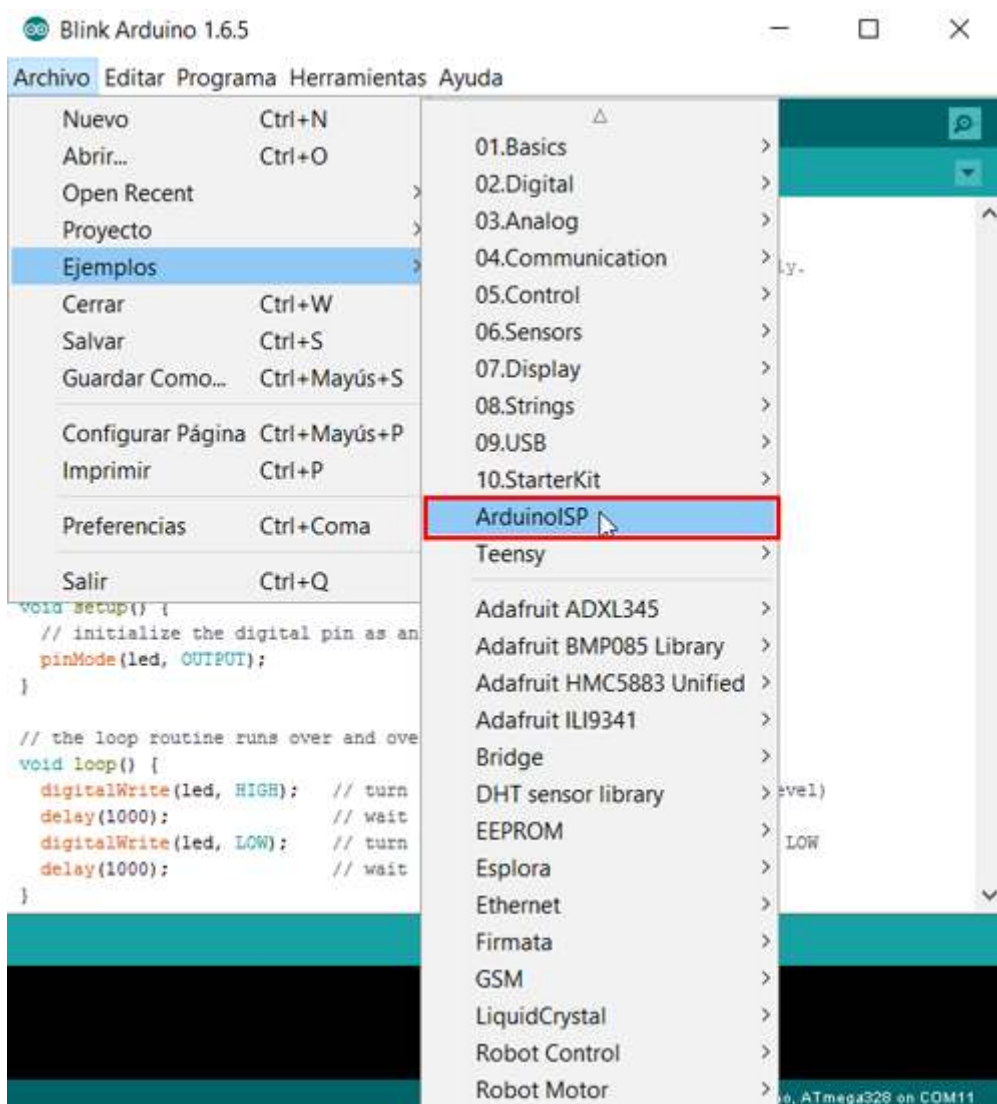 Blink Arduino 1.6.5
Archivo Editar Programa Herramientas Ayuda
Nuevo Ctrl+N
Abrir... Ctrl+O
Open Recent
Proyecto
Ejemplos
Cerrar Ctrl+W
Salvar Ctrl+S
Guardar Como... Ctrl+Mayús+S
Configurar Página Ctrl+Mayús+P
Imprimir Ctrl+P
Preferencias Ctrl+Coma
Salir Ctrl+Q
01.Basics
02.Digital
03.Analog
04.Communication
05.Control
06.Sensors
07.Display
08.Strings
09.USB
10.StarterKit
ArduinoISP
Teensy
Adafruit ADXL345
Adafruit BMP085 Library
Adafruit HMC5883 Unified
Adafruit ILI9341
Bridge
DHT sensor library
EEPROM
Esplora
Ethernet
Firmata
GSM
LiquidCrystal
Robot Control
Robot Motor
ly.
void setup() {
// initialize the digital pin as an
pinMode(led, OUTPUT);
}
// the loop routine runs over and ove
void loop() {
digitalWrite(led, HIGH); // turn evel)
delay(1000); // wait
digitalWrite(led, LOW); // turn LOW
delay(1000); // wait
}
o, ATmega328 on COM11